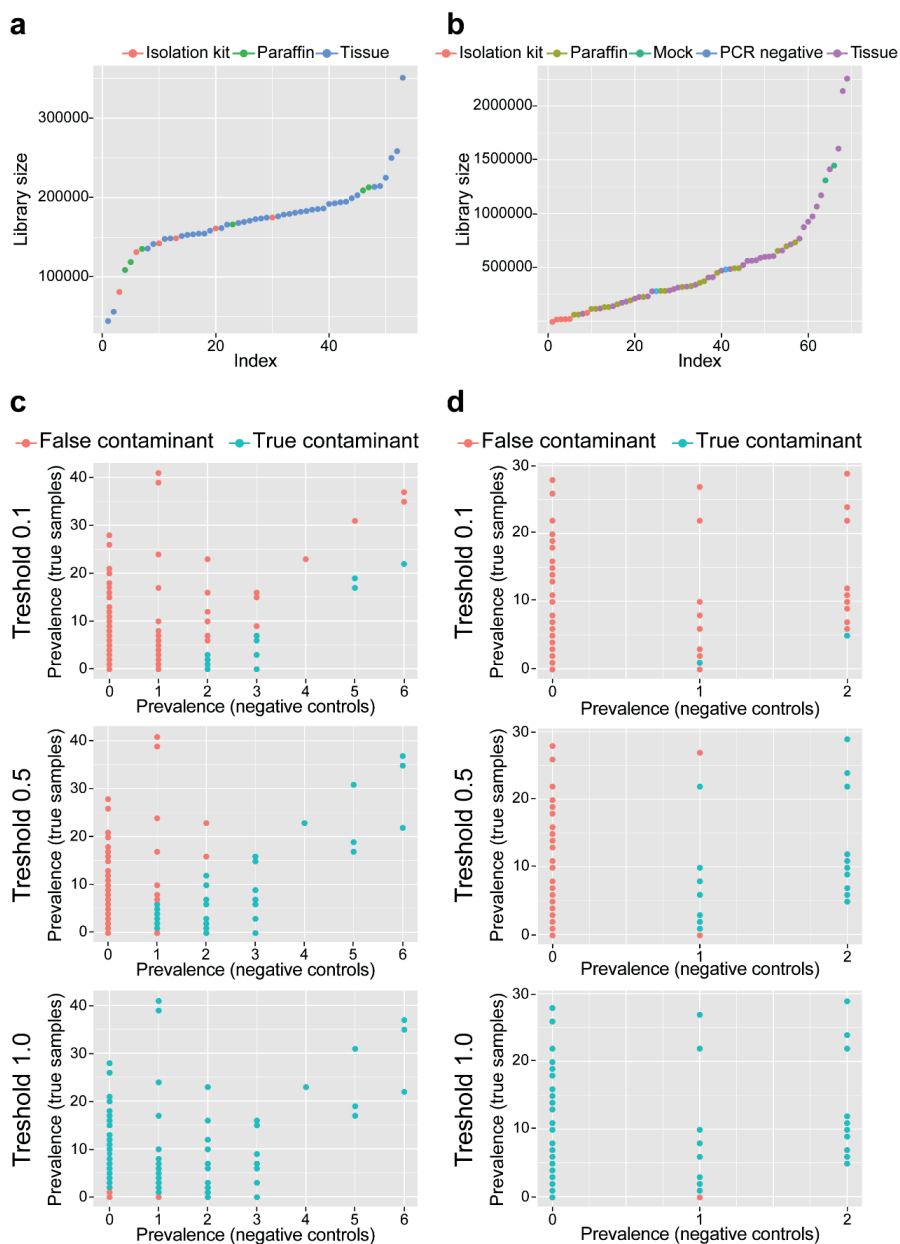 a
Isolation kit Paraffin Tissue
Library size
300000
200000
100000
0 20 40
Index
b
Isolation kit Paraffin Mock PCR negative Tissue
Library size
2000000
1500000
1000000
500000
0 20 40 60
Index
c
False contaminant True contaminant
Treshold 0.1
Prevalence (true samples)
40
30
20
10
0
0 1 2 3 4 5 6
Prevalence (negative controls)
Treshold 0.5
Prevalence (true samples)
40
30
20
10
0
0 1 2 3 4 5 6
Prevalence (negative controls)
Treshold 1.0
Prevalence (true samples)
40
30
20
10
0
0 1 2 3 4 5 6
Prevalence (negative controls)
d
False contaminant True contaminant
Treshold 0.1
Prevalence (true samples)
30
20
10
0
0 1 2
Prevalence (negative controls)
Treshold 0.5
Prevalence (true samples)
30
20
10
0
0 1 2
Prevalence (negative controls)
Treshold 1.0
Prevalence (true samples)
30
20
10
0
0 1 2
Prevalence (negative controls)